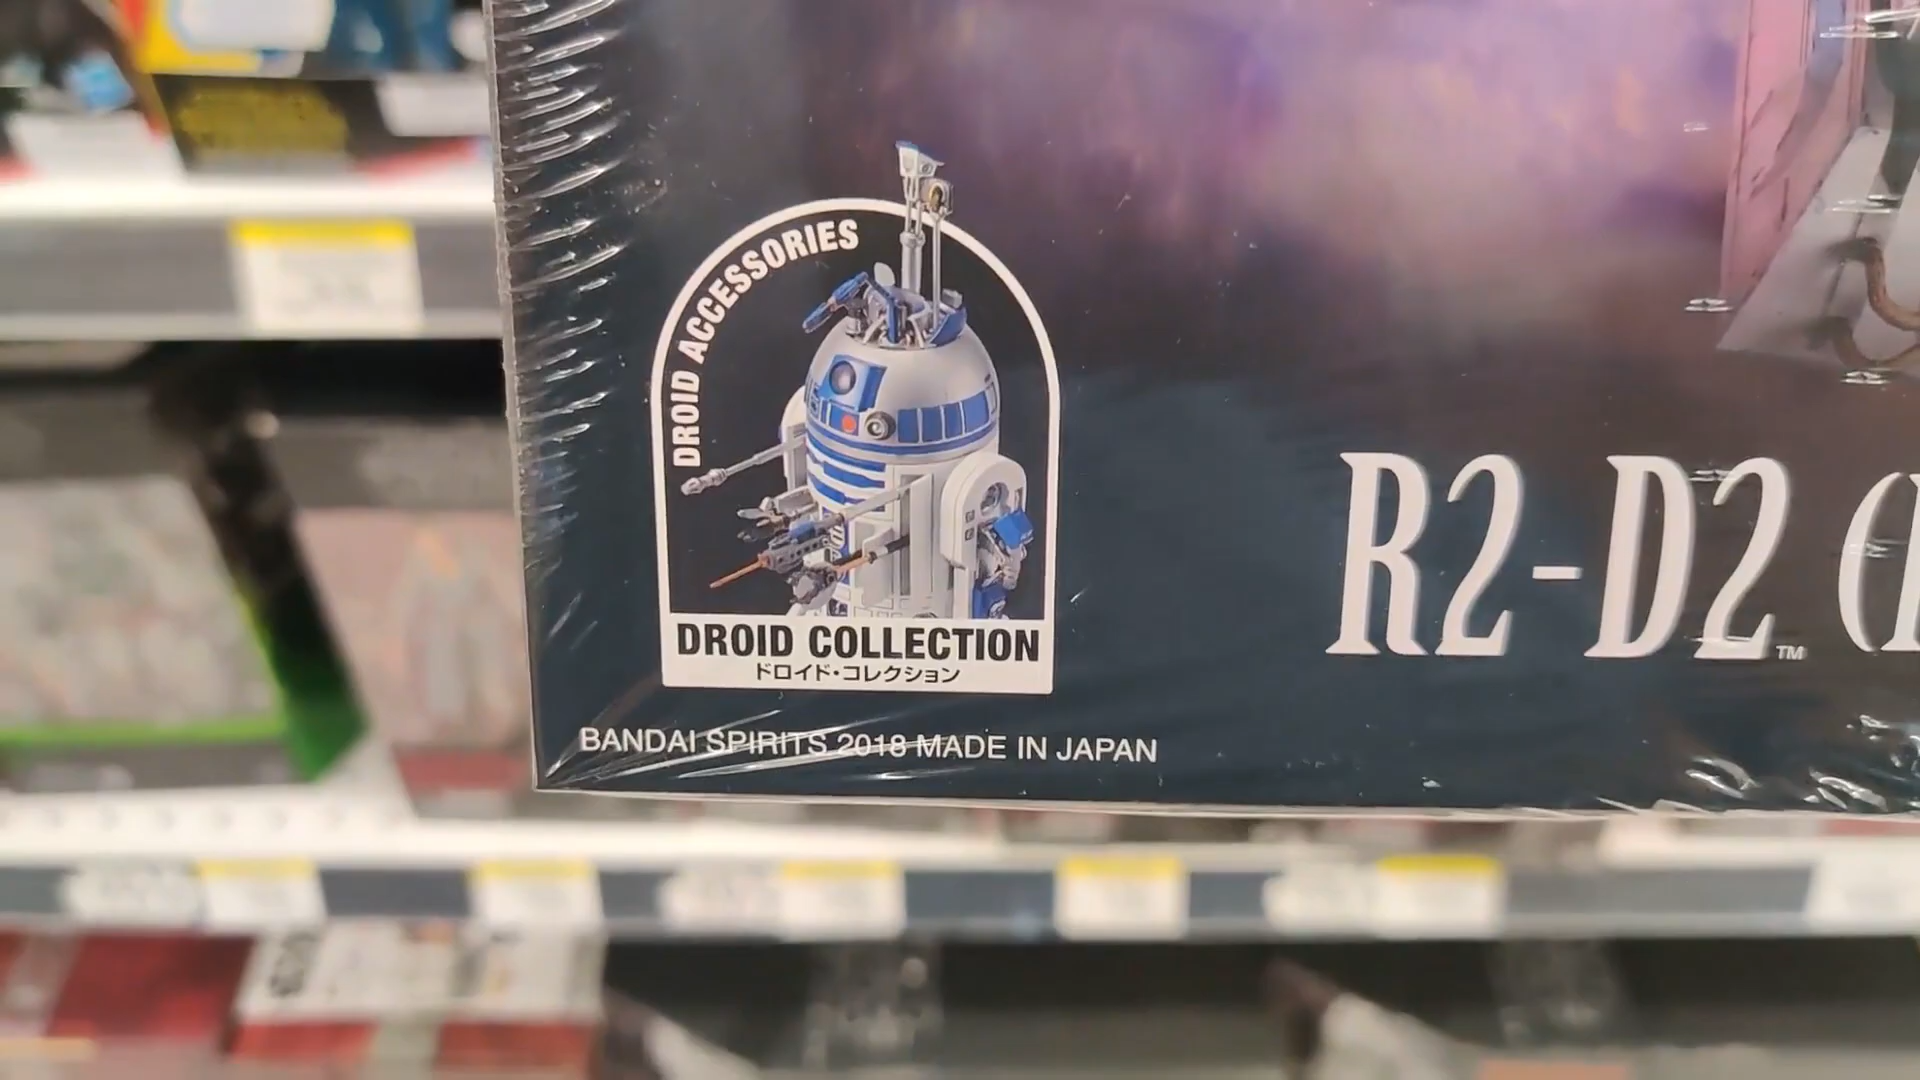 DROID ACCESSORIES
DROID COLLECTION
ドロイド・コレクション
R2-D2 (
TM
BANDAI SPIRITS 2018 MADE IN JAPAN